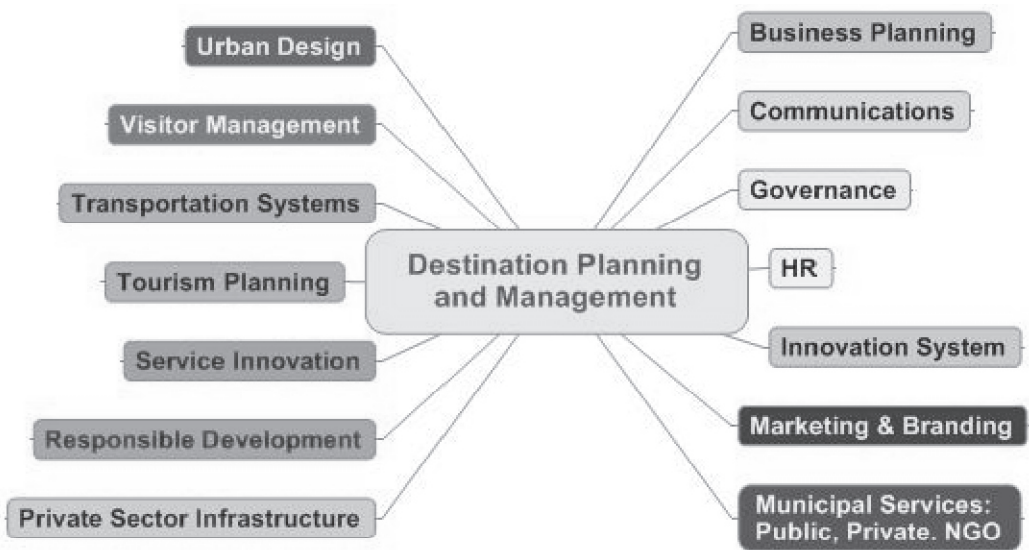 Urban Design
Visitor Management
Transportation Systems
Tourism Planning
Service Innovation
Responsible Development
Private Sector Infrastructure
Destination Planning
and Management
Business Planning
Communications
Governance
HR
Innovation System
Marketing & Branding
Municipal Services:
Public, Private. NGO